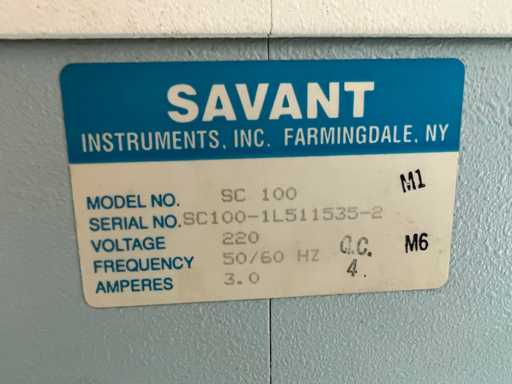 SAVANT
INSTRUMENTS, INC. FARMINGDALE, NY
MODEL NO. SC 100 M1
SERIAL NO. SC100-1L511535-2
VOLTAGE 220 Q.C. M6
FREQUENCY 50/60 HZ 4.
AMPERES 3.0